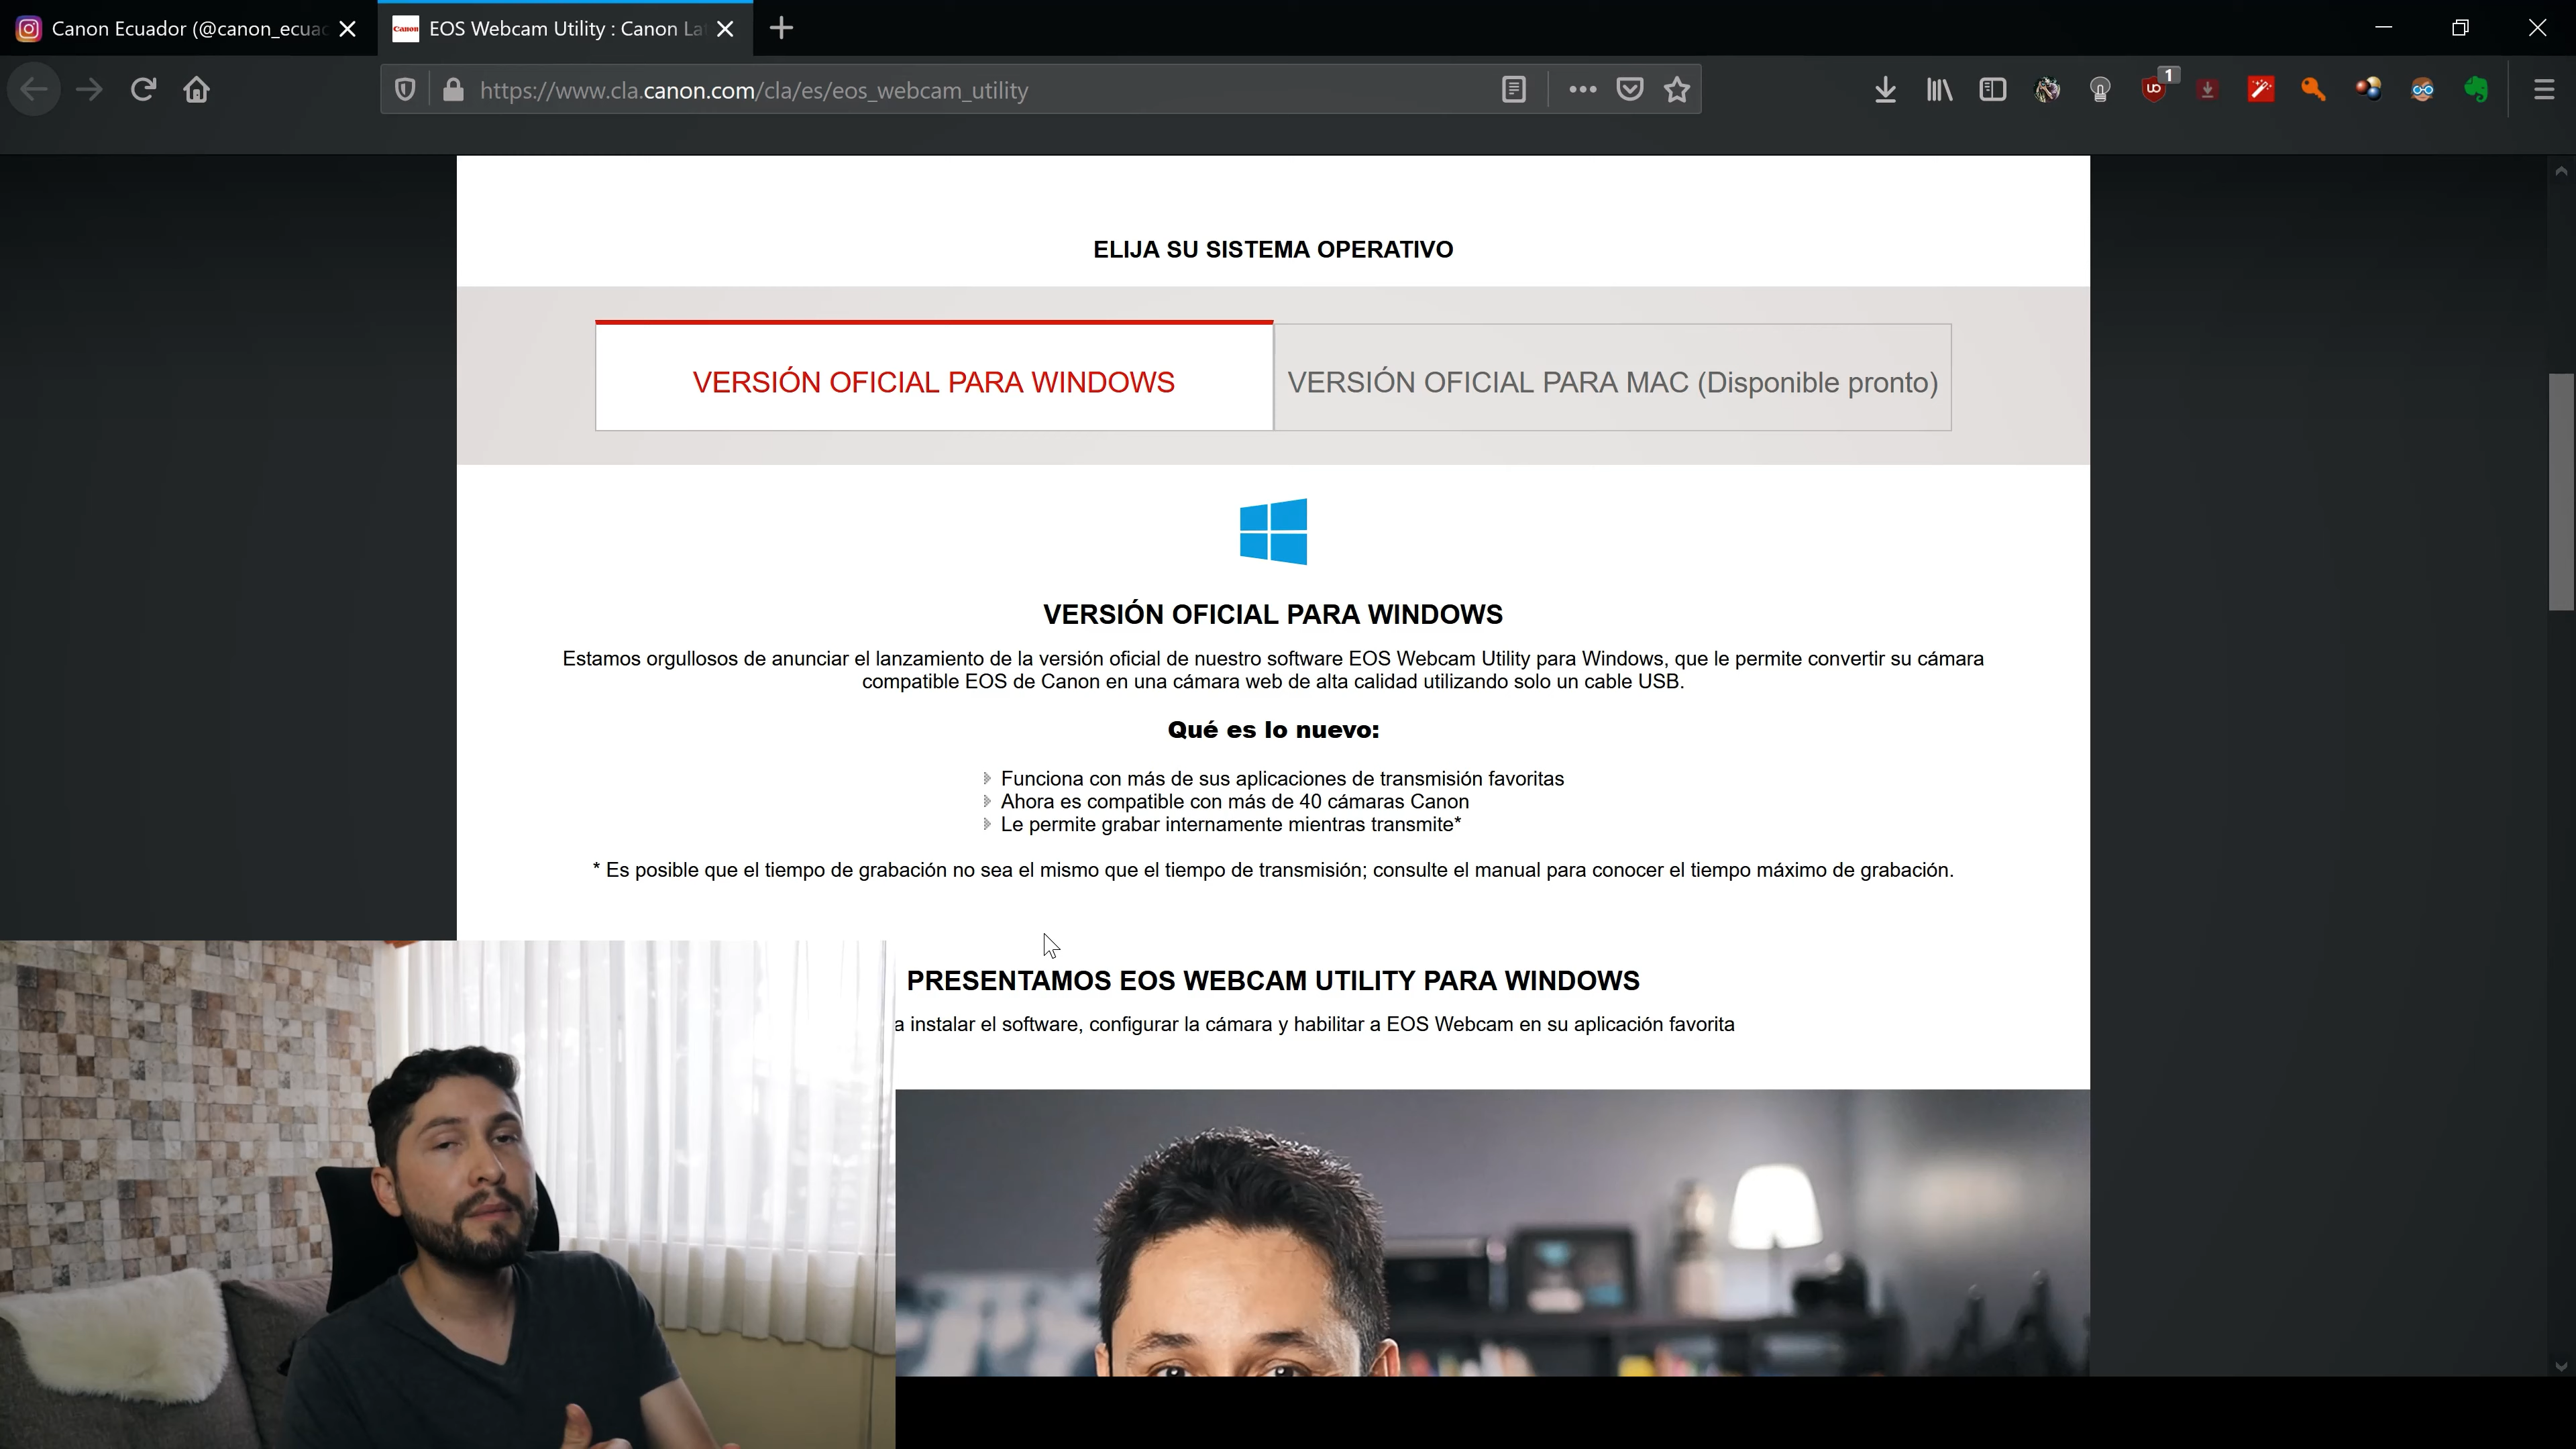 Canon Ecuador (@canon_ecua
Canon
EOS Webcam Utility : Canon La
https://www.cla.canon.com/cla/es/eos_webcam_utility
1
ELIJA SU SISTEMA OPERATIVO
VERSIÓN OFICIAL PARA WINDOWS
VERSIÓN OFICIAL PARA MAC (Disponible pronto)
VERSIÓN OFICIAL PARA WINDOWS
Estamos orgullosos de anunciar el lanzamiento de la versión oficial de nuestro software EOS Webcam Utility para Windows, que le permite convertir su cámara
compatible EOS de Canon en una cámara web de alta calidad utilizando solo un cable USB.
Qué es lo nuevo:
Funciona con más de sus aplicaciones de transmisión favoritas
Ahora es compatible con más de 40 cámaras Canon
Le permite grabar internamente mientras transmite*
* Es posible que el tiempo de grabación no sea el mismo que el tiempo de transmisión; consulte el manual para conocer el tiempo máximo de grabación.
PRESENTAMOS EOS WEBCAM UTILITY PARA WINDOWS
a instalar el software, configurar la cámara y habilitar a EOS Webcam en su aplicación favorita